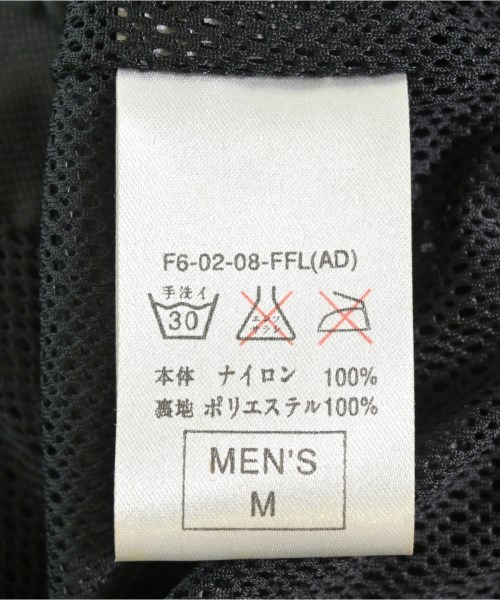 F6-02-08-FFL(AD)
手洗イ
30
エンソ
サラシ
本体 ナイロン 100%
裏地 ポリエステル100%
MEN'S
M